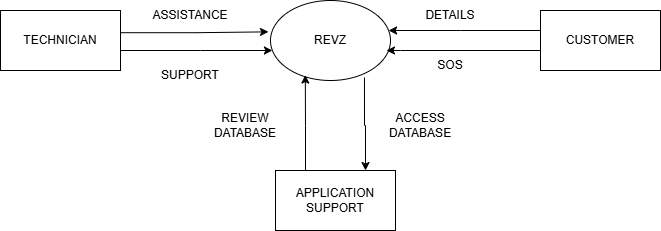 ASSISTANCE
DETAILS
TECHNICIAN
REVZ
CUSTOMER
SUPPORT
SOS
REVIEW
DATABASE
ACCESS
DATABASE
APPLICATION
SUPPORT